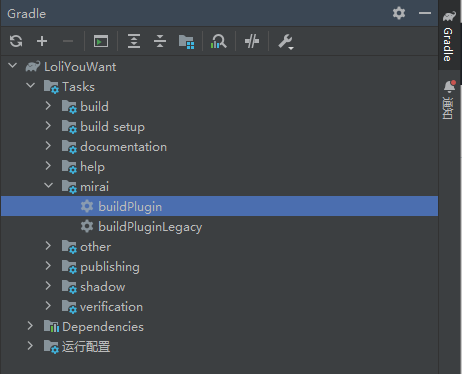 Gradle
LoliYouWant
Tasks
build
build setup
documentation
help
mirai
buildPlugin
buildPluginLegacy
other
publishing
shadow
verification
Dependencies
运行配置
Gradle
通知